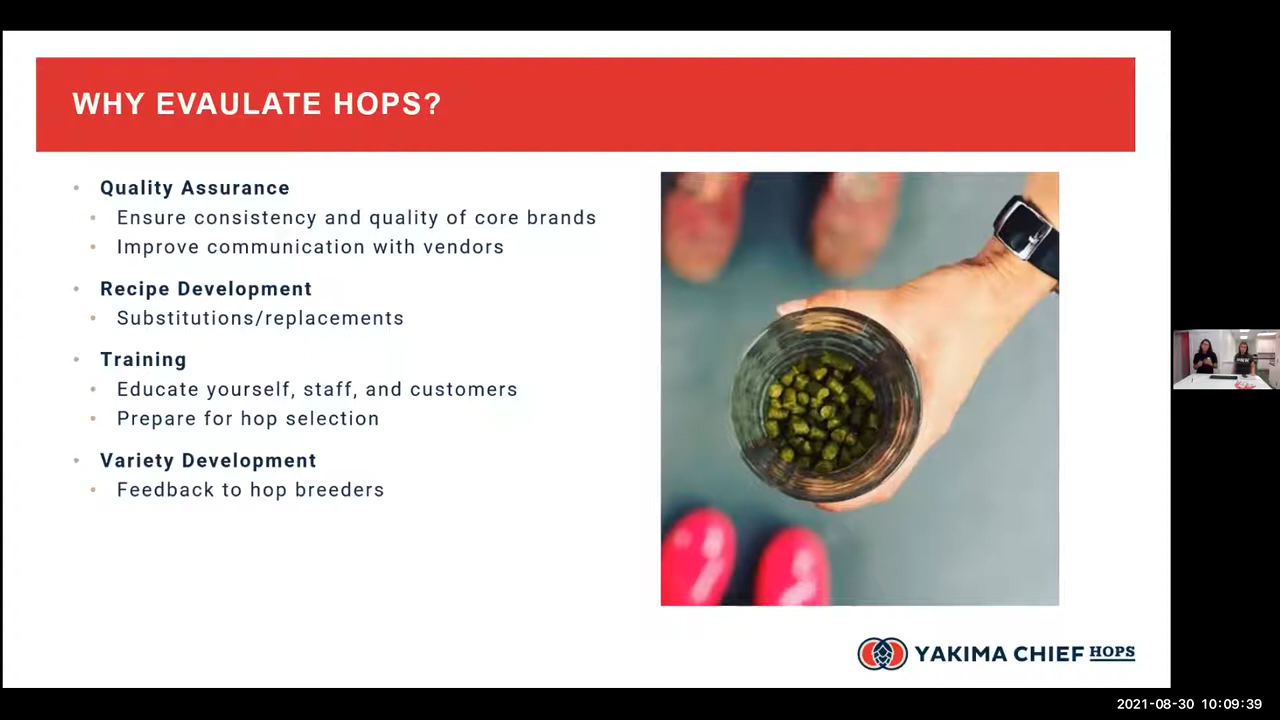 WHY EVAULATE HOPS?
• Quality Assurance
• Ensure consistency and quality of core brands
• Improve communication with vendors
• Recipe Development
• Substitutions/replacements
• Training
• Educate yourself, staff, and customers
• Prepare for hop selection
• Variety Development
• Feedback to hop breeders
YAKIMA CHIEF HOPS
2021-08-30 10:09:39